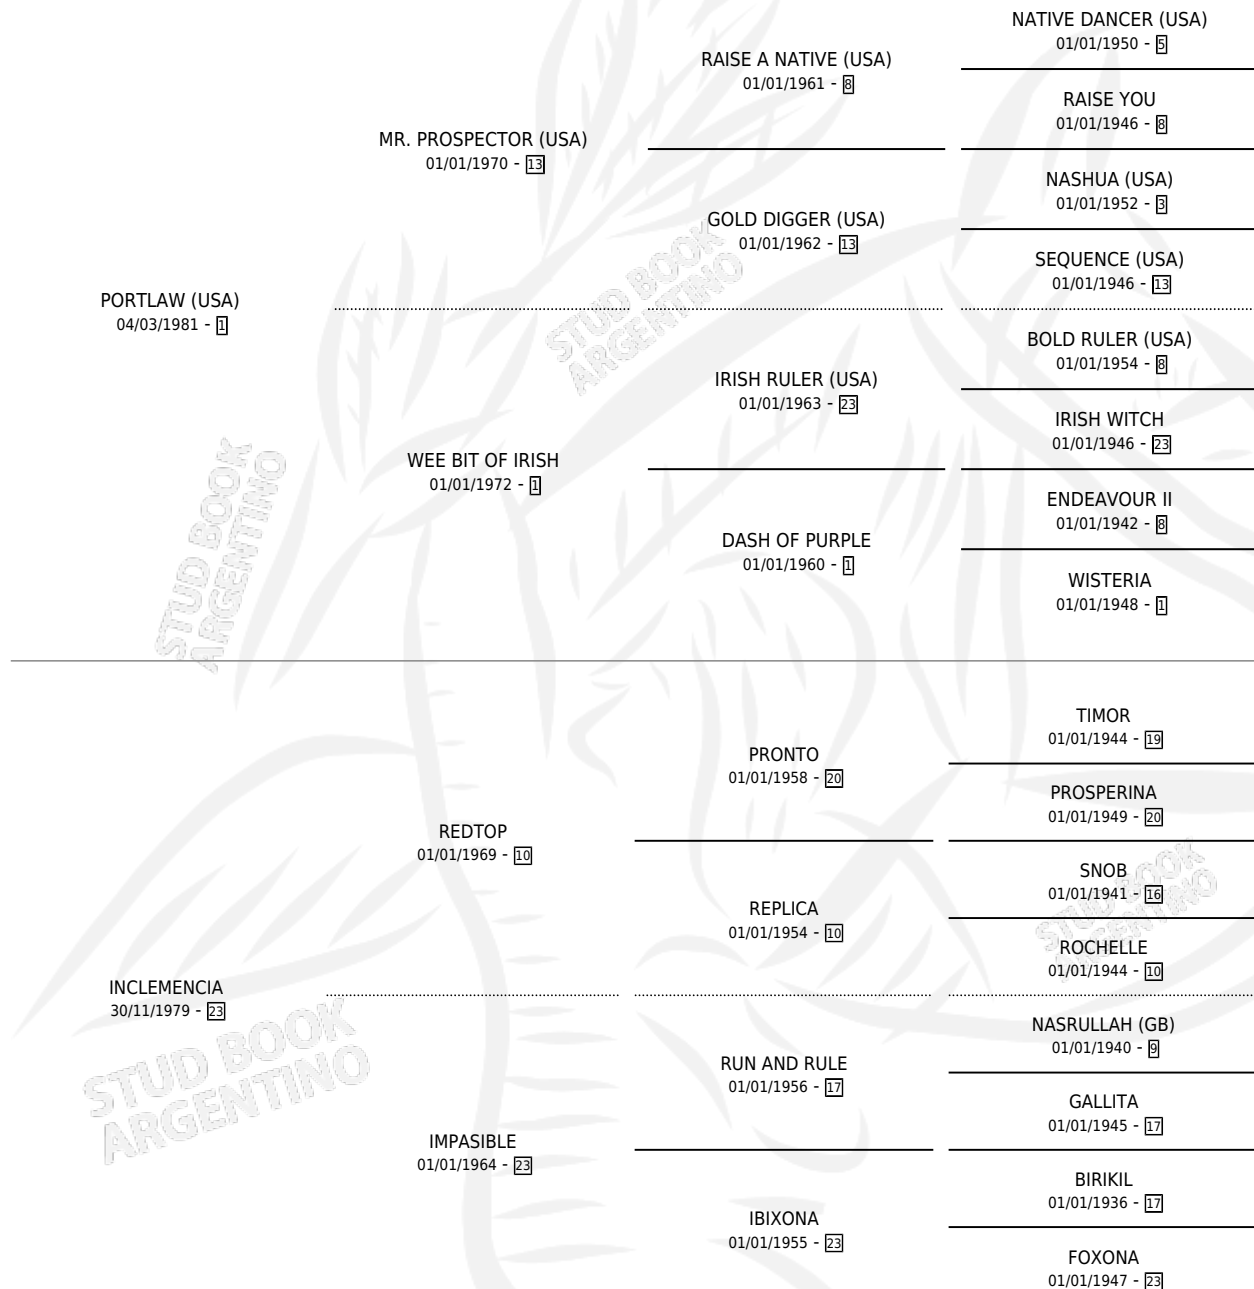 NATIVE DANCER (USA)
01/01/1950 - 5
RAISE A NATIVE (USA)
01/01/1961 - 8
RAISE YOU
01/01/1946 - 8
MR. PROSPECTOR (USA)
01/01/1970 - 13
NASHUA (USA)
01/01/1952 - 3
GOLD DIGGER (USA)
01/01/1962 - 13
SEQUENCE (USA)
01/01/1946 - 13
PORTLAW (USA)
04/03/1981 - 1
STUD BOOK
ARGENTINO
BOLD RULER (USA)
01/01/1954 - 8
IRISH RULER (USA)
01/01/1963 - 23
IRISH WITCH
01/01/1946 - 23
WEE BIT OF IRISH
01/01/1972 - 1
ENDEAVOUR II
01/01/1942 - 8
DASH OF PURPLE
01/01/1960 - 1
WISTERIA
01/01/1948 - 1
STUD BOOK
ARGENTINO
TIMOR
01/01/1944 - 19
PRONTO
01/01/1958 - 20
PROSPERINA
01/01/1949 - 20
REDTOP
01/01/1969 - 10
SNOB
01/01/1941 - 16
REPLICA
01/01/1954 - 10
ROCHELLE
01/01/1944 - 10
STUD BOOK
ARGENTINO
INCLEMENCIA
30/11/1979 - 23
NASRULLAH (GB)
01/01/1940 - 9
RUN AND RULE
01/01/1956 - 17
GALLITA
01/01/1945 - 17
STUD BOOK
ARGENTINO
IMPASIBLE
01/01/1964 - 23
BIRIKIL
01/01/1936 - 17
IBIXONA
01/01/1955 - 23
FOXONA
01/01/1947 - 23